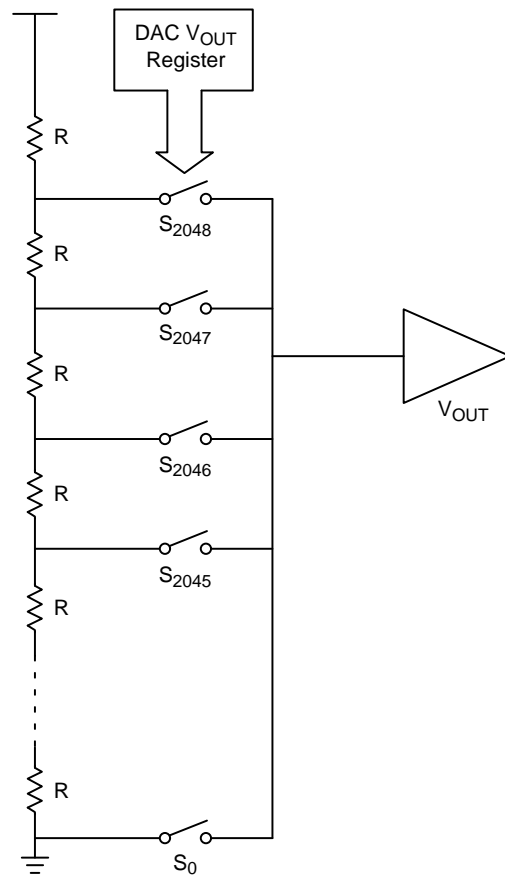 DAC VOUT
Register
R
S2048
R
S2047
R
VOUT
S2046
R
S2045
R
R
S0